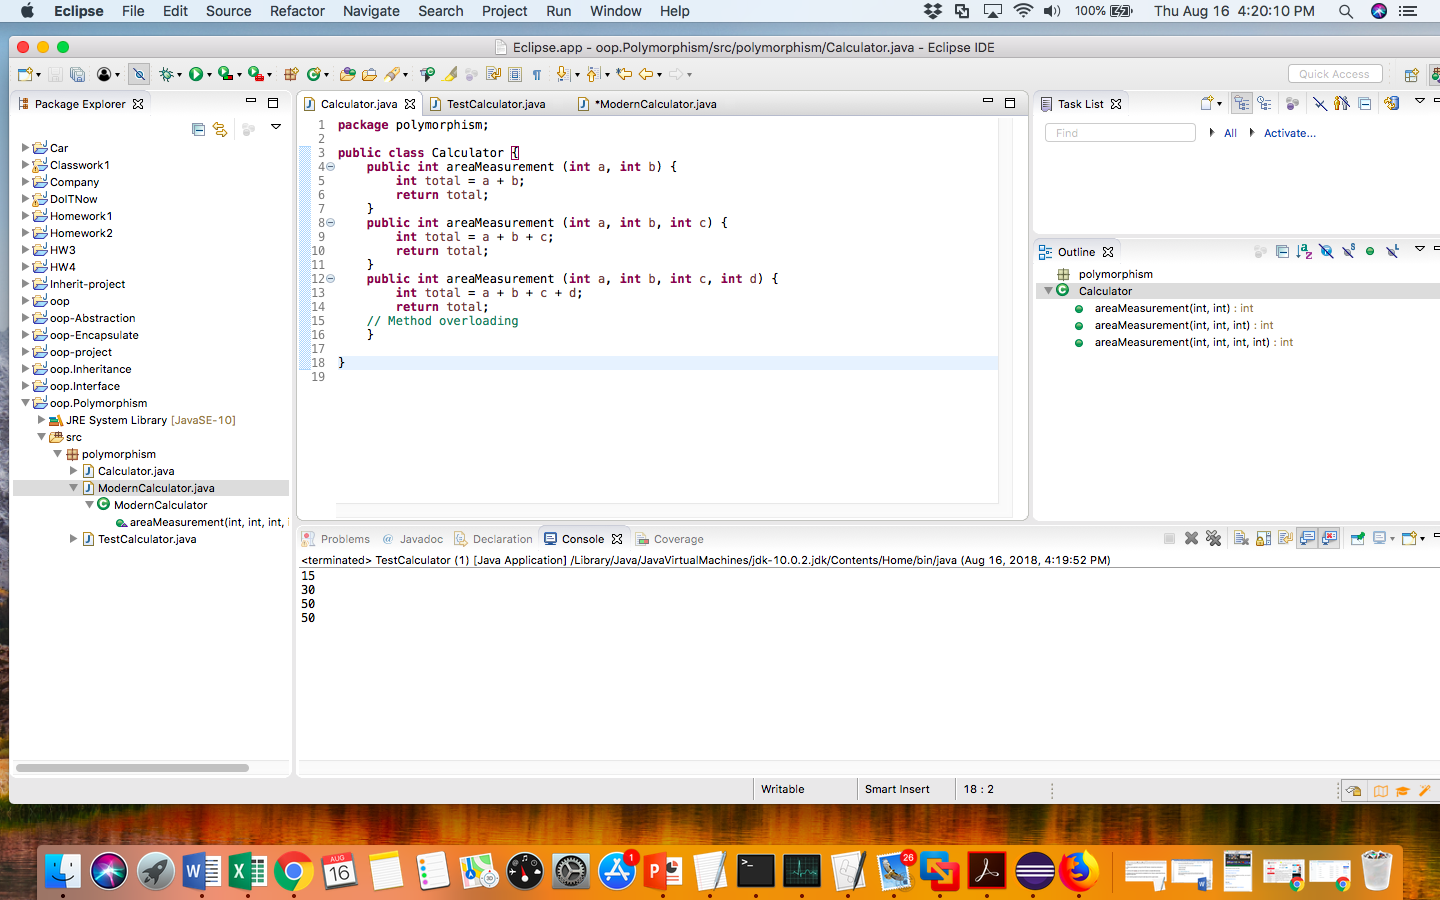 Eclipse File Edit Source Refactor Navigate Search Project Run Window Help 100% Thu Aug 16 4:20:10 PM
Eclipse.app - oop.Polymorphism/src/polymorphism/Calculator.java - Eclipse IDE
Quick Access
Package Explorer
Car
Classwork1
Company
DoITNow
Homework1
Homework2
HW3
HW4
Inherit-project
oop
oop-Abstraction
oop-Encapsulate
oop-project
oop.Inheritance
oop.Interface
oop.Polymorphism
JRE System Library [JavaSE-10]
src
polymorphism
Calculator.java
ModernCalculator.java
ModernCalculator
areaMeasurement(int, int, int,
TestCalculator.java
Calculator.java TestCalculator.java *ModernCalculator.java
1 package polymorphism;
2
3 public class Calculator {
4 public int areaMeasurement (int a, int b) {
5 int total = a + b;
6 return total;
7 }
8 public int areaMeasurement (int a, int b, int c) {
9 int total = a + b + c;
10 return total;
11 }
12 public int areaMeasurement (int a, int b, int c, int d) {
13 int total = a + b + c + d;
14 return total;
15 // Method overloading
16 }
17
18 }
19
Task List
Find All Activate...
Outline
polymorphism
Calculator
areaMeasurement(int, int) : int
areaMeasurement(int, int, int) : int
areaMeasurement(int, int, int, int) : int
Problems @ Javadoc Declaration Console Coverage
<terminated> TestCalculator (1) [Java Application] /Library/Java/JavaVirtualMachines/jdk-10.0.2.jdk/Contents/Home/bin/java (Aug 16, 2018, 4:19:52 PM)
15
30
50
50
Writable Smart Insert 18 : 2
AUG
16
1
26